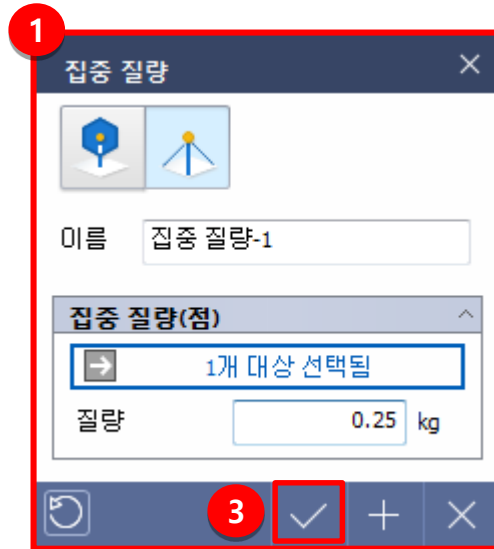 1
집중 질량
이름 집중 질량-1
집중 질량(점)
1개 대상 선택됨
질량 0.25 kg
3